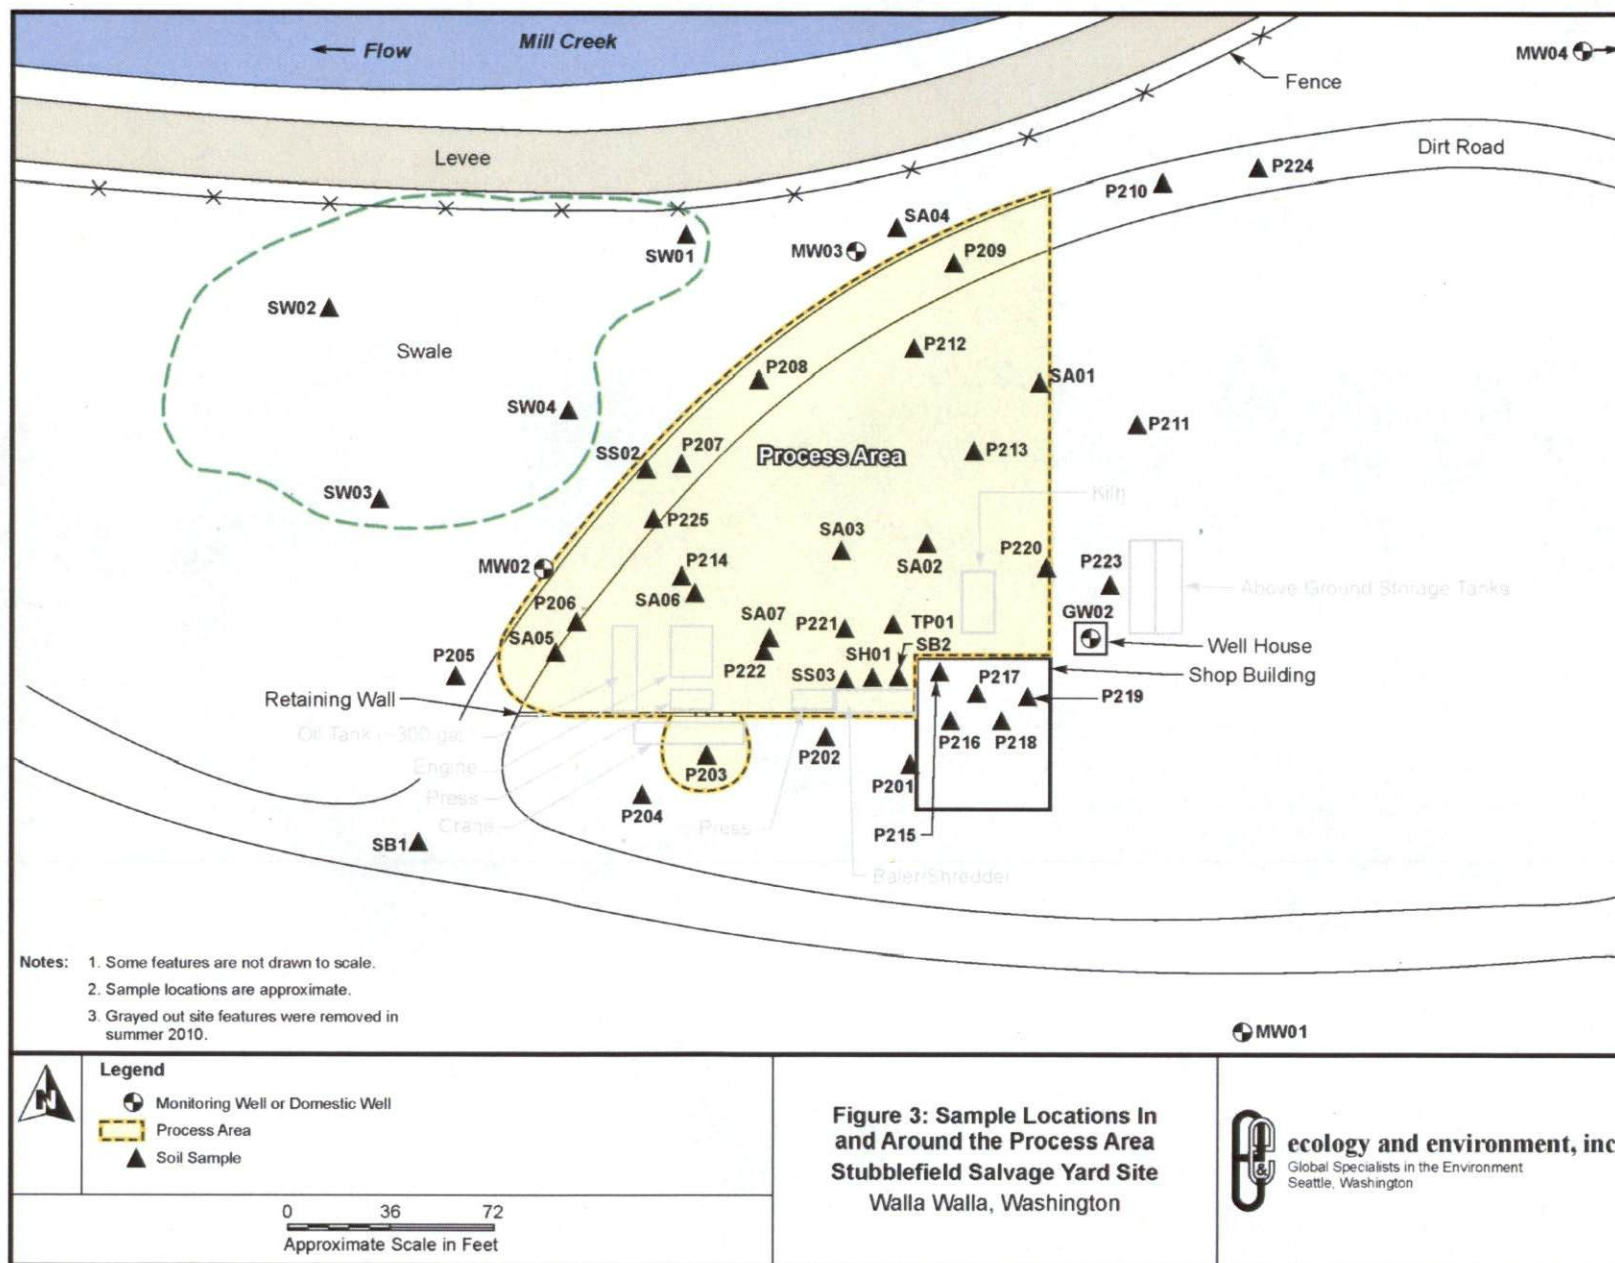 Flow
Mill Creek
MW04
Fence
Levee
Dirt Road
P210
P224
SA04
MW03
P209
SW01
SW02
Swale
P212
P208
SA01
SW04
P211
SS02
P207
Process Area
P213
SW03
Kiln
P225
SA03
SA02
P220
P223
MW02
P214
SA06
Above Ground Storage Tanks
P206
SA07
P221
TP01
GW02
SA05
SB2
Well House
P205
P222
SH01
SS03
P217
Shop Building
Retaining Wall
P219
Oil Tank (~300 gal)
P216
P218
P202
Engine
P203
P201
Press
P204
Crane
Press
P215
SB1
Baler/Shredder
Notes: 1. Some features are not drawn to scale.
2. Sample locations are approximate.
3. Grayed out site features were removed in
summer 2010.
MW01
N
Legend
Monitoring Well or Domestic Well
Process Area
Soil Sample
0 36 72
Approximate Scale in Feet
Figure 3: Sample Locations In
and Around the Process Area
Stubblefield Salvage Yard Site
Walla Walla, Washington
ecology and environment, inc
Global Specialists in the Environment
Seattle, Washington